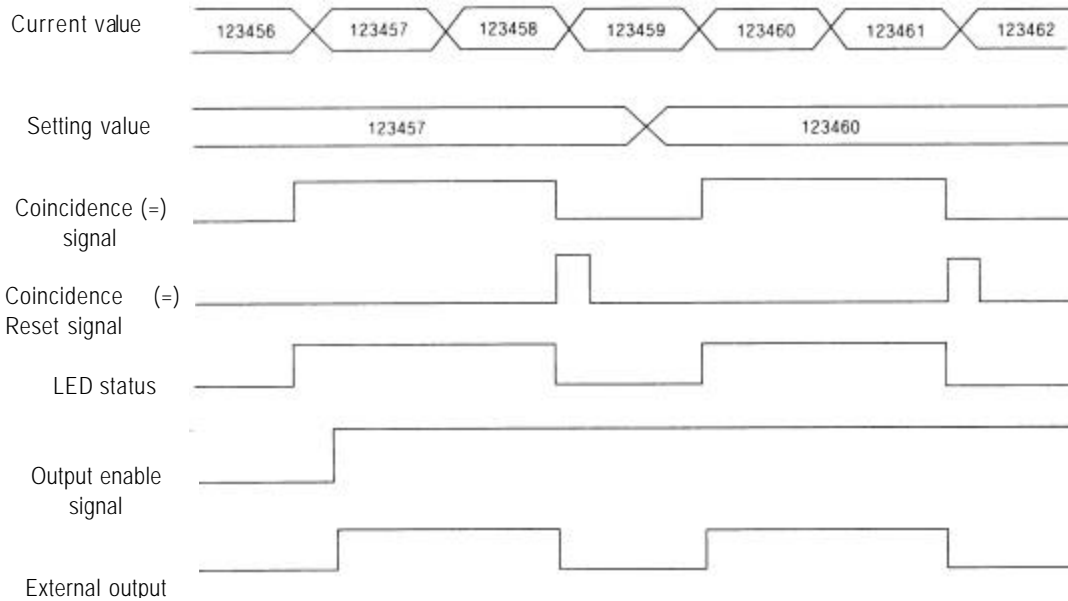 Current value 123456 123457 123458 123459 123460 123461 123462
Setting value 123457 123460
Coincidence (=)
signal
Coincidence (=)
Reset signal
LED status
Output enable
signal
External output